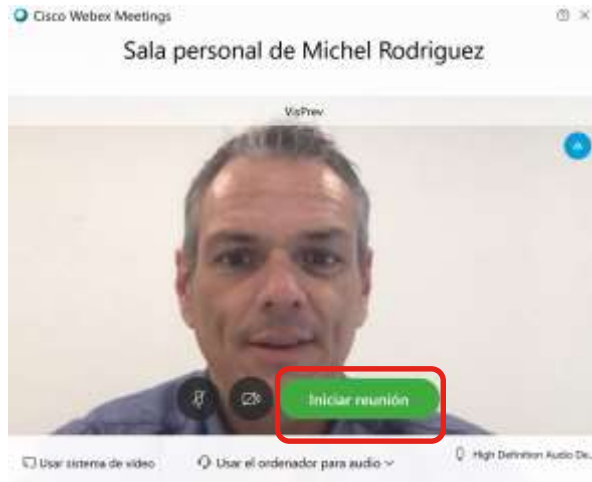 Cisco Webex Meetings
Sala personal de Michel Rodriguez
VisPrev
Iniciar reunión
Usar sistema de vídeo
Usar el ordenador para audio
High Definition Audio De...